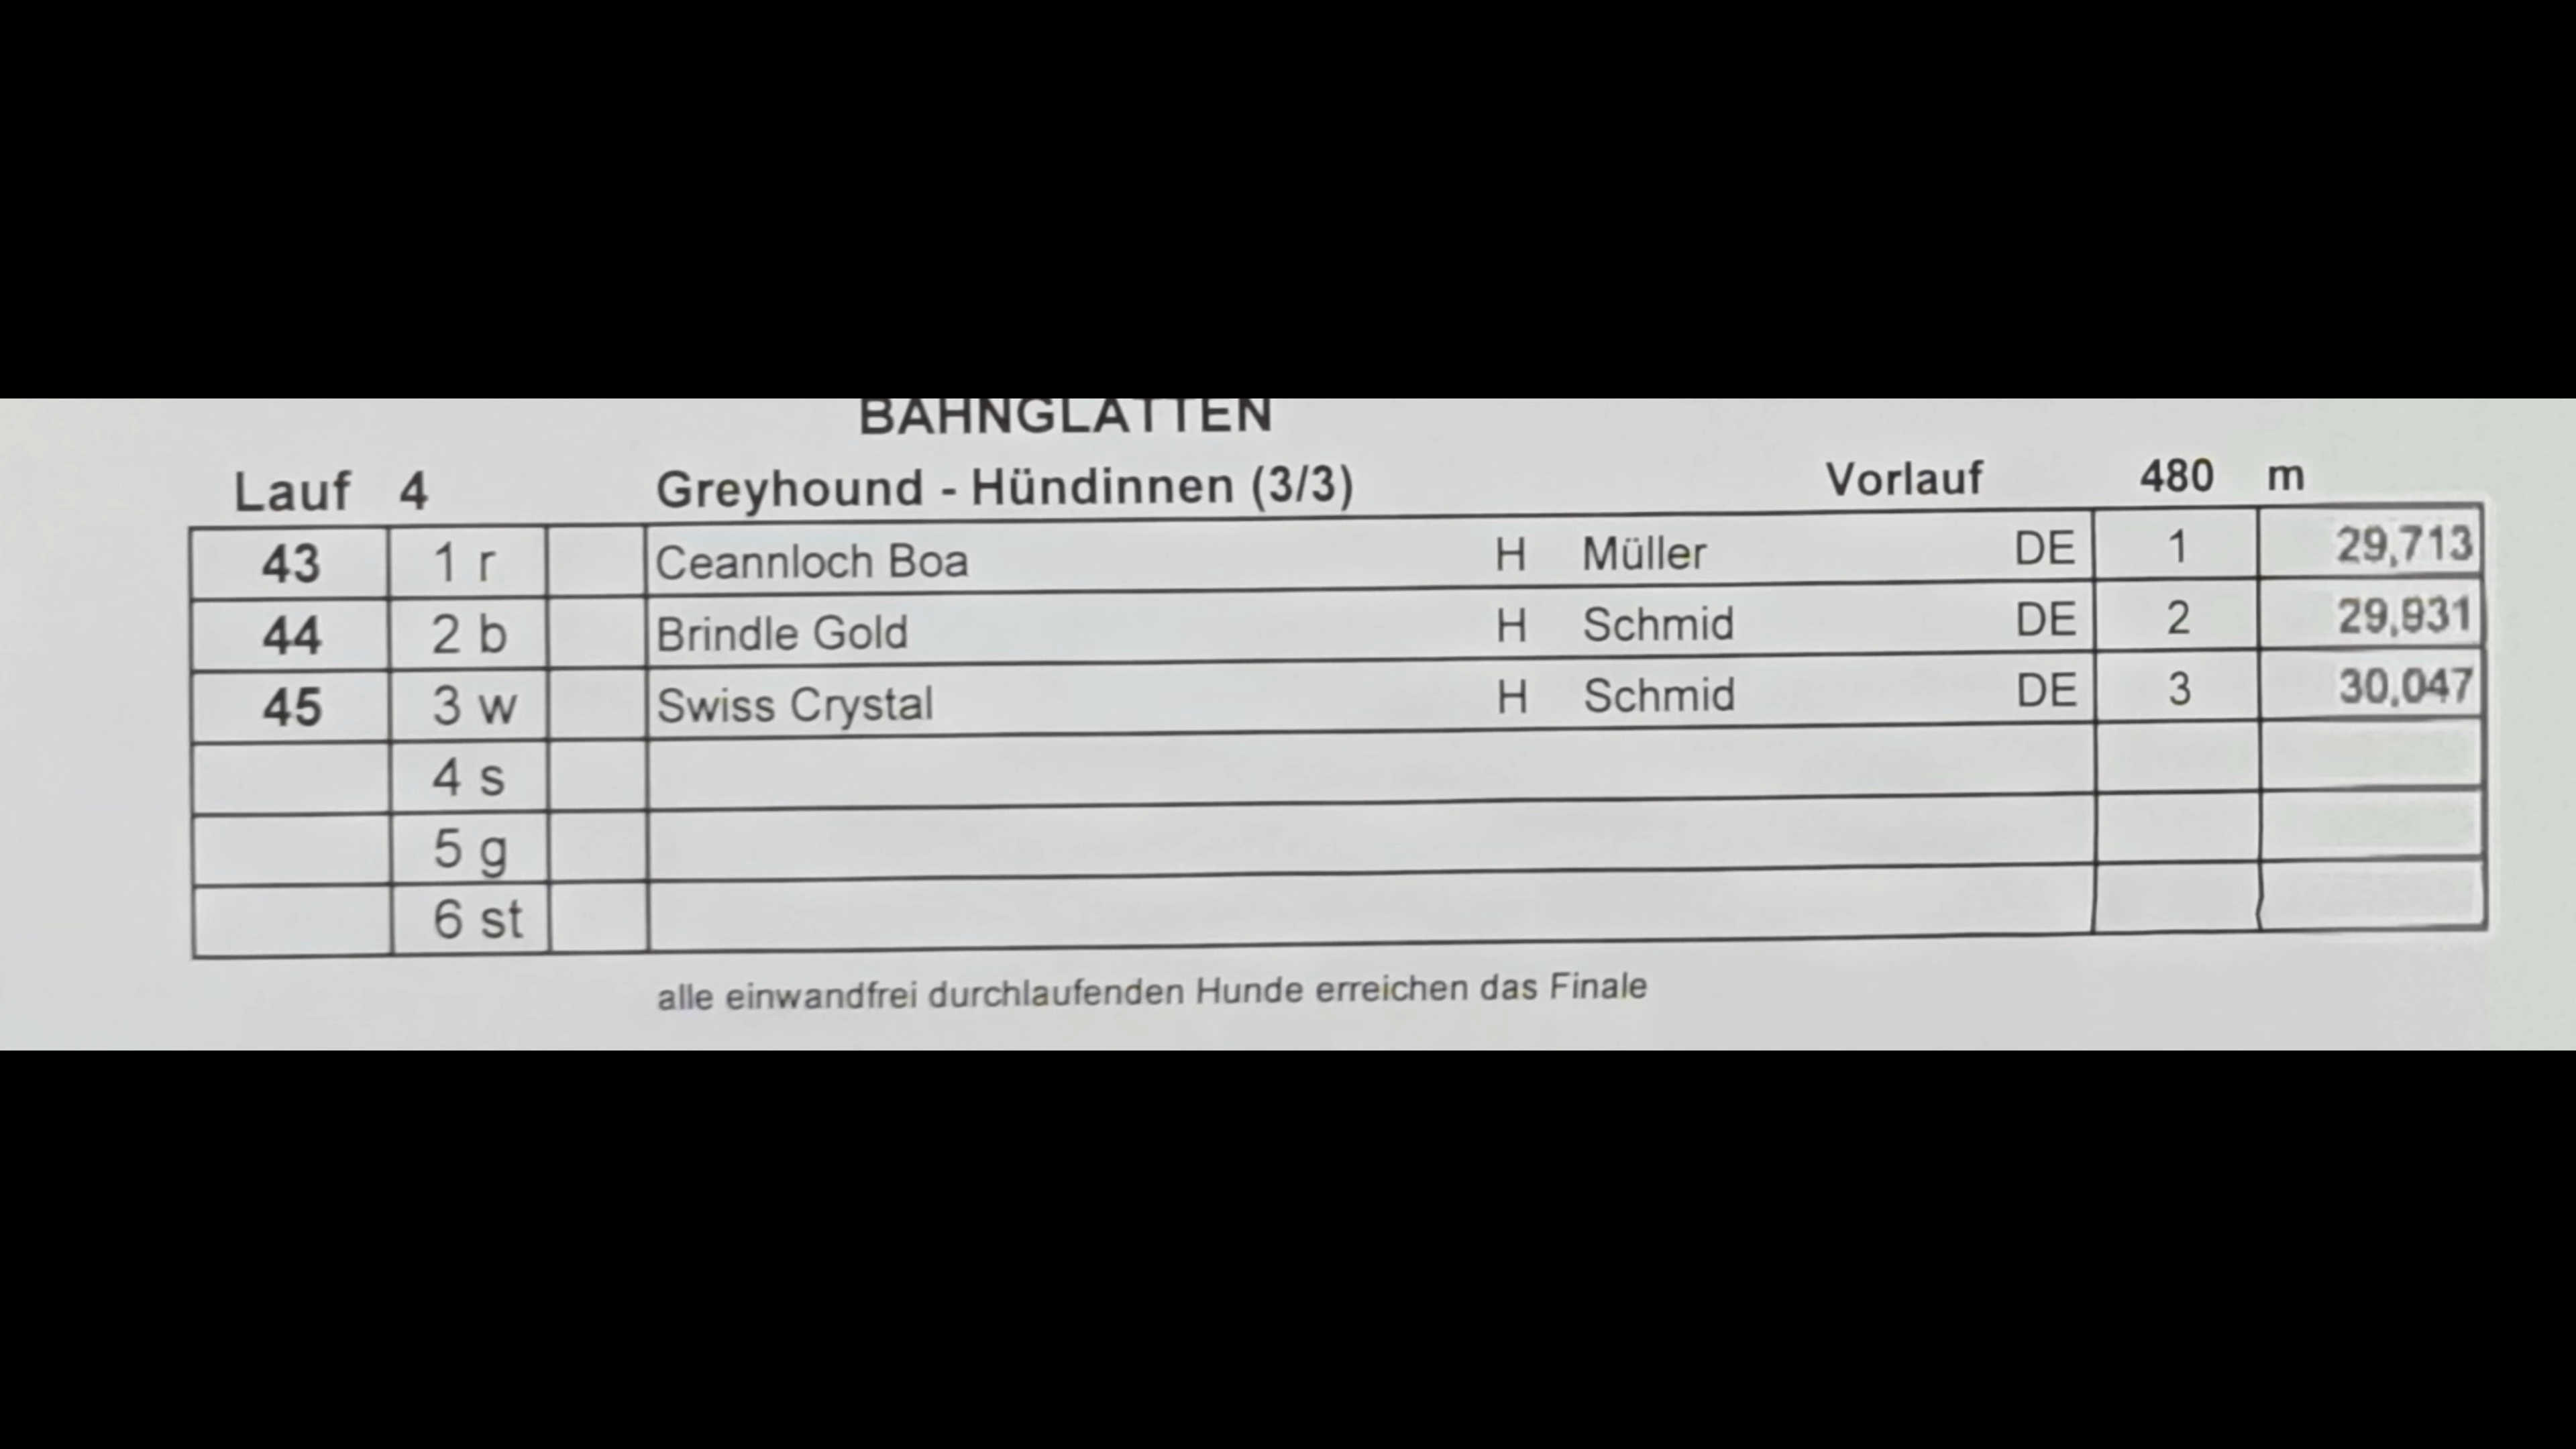 BAHNGLÄTTEN
Lauf 4 Greyhound - Hündinnen (3/3) Vorlauf 480 m
43 1 r Ceannloch Boa H Müller DE 1 29,713
44 2 b Brindle Gold H Schmid DE 2 29,931
45 3 w Swiss Crystal H Schmid DE 3 30,047
4 s
5 g
6 st
alle einwandfrei durchlaufenden Hunde erreichen das Finale